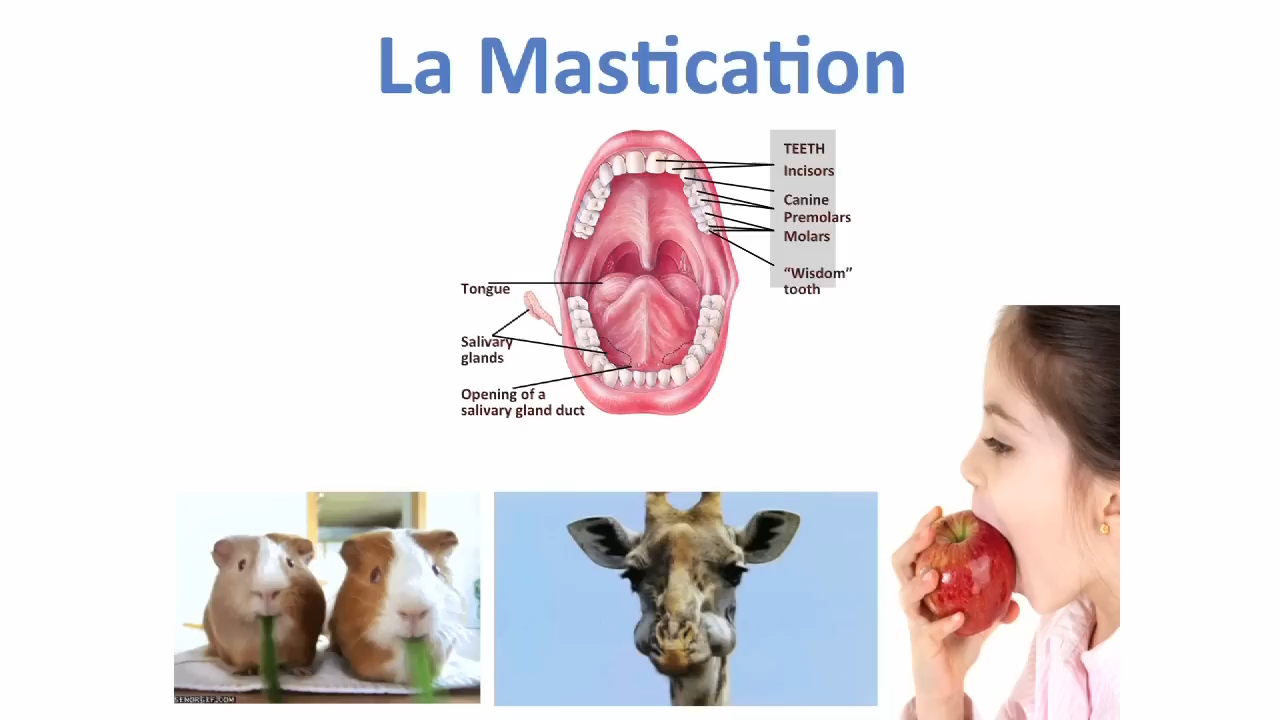 La Mastication
TEETH
Incisors
Canine
Premolars
Molars
“Wisdom”
tooth
Tongue
Salivary
glands
Opening of a
salivary gland duct
SENORGIF.COM